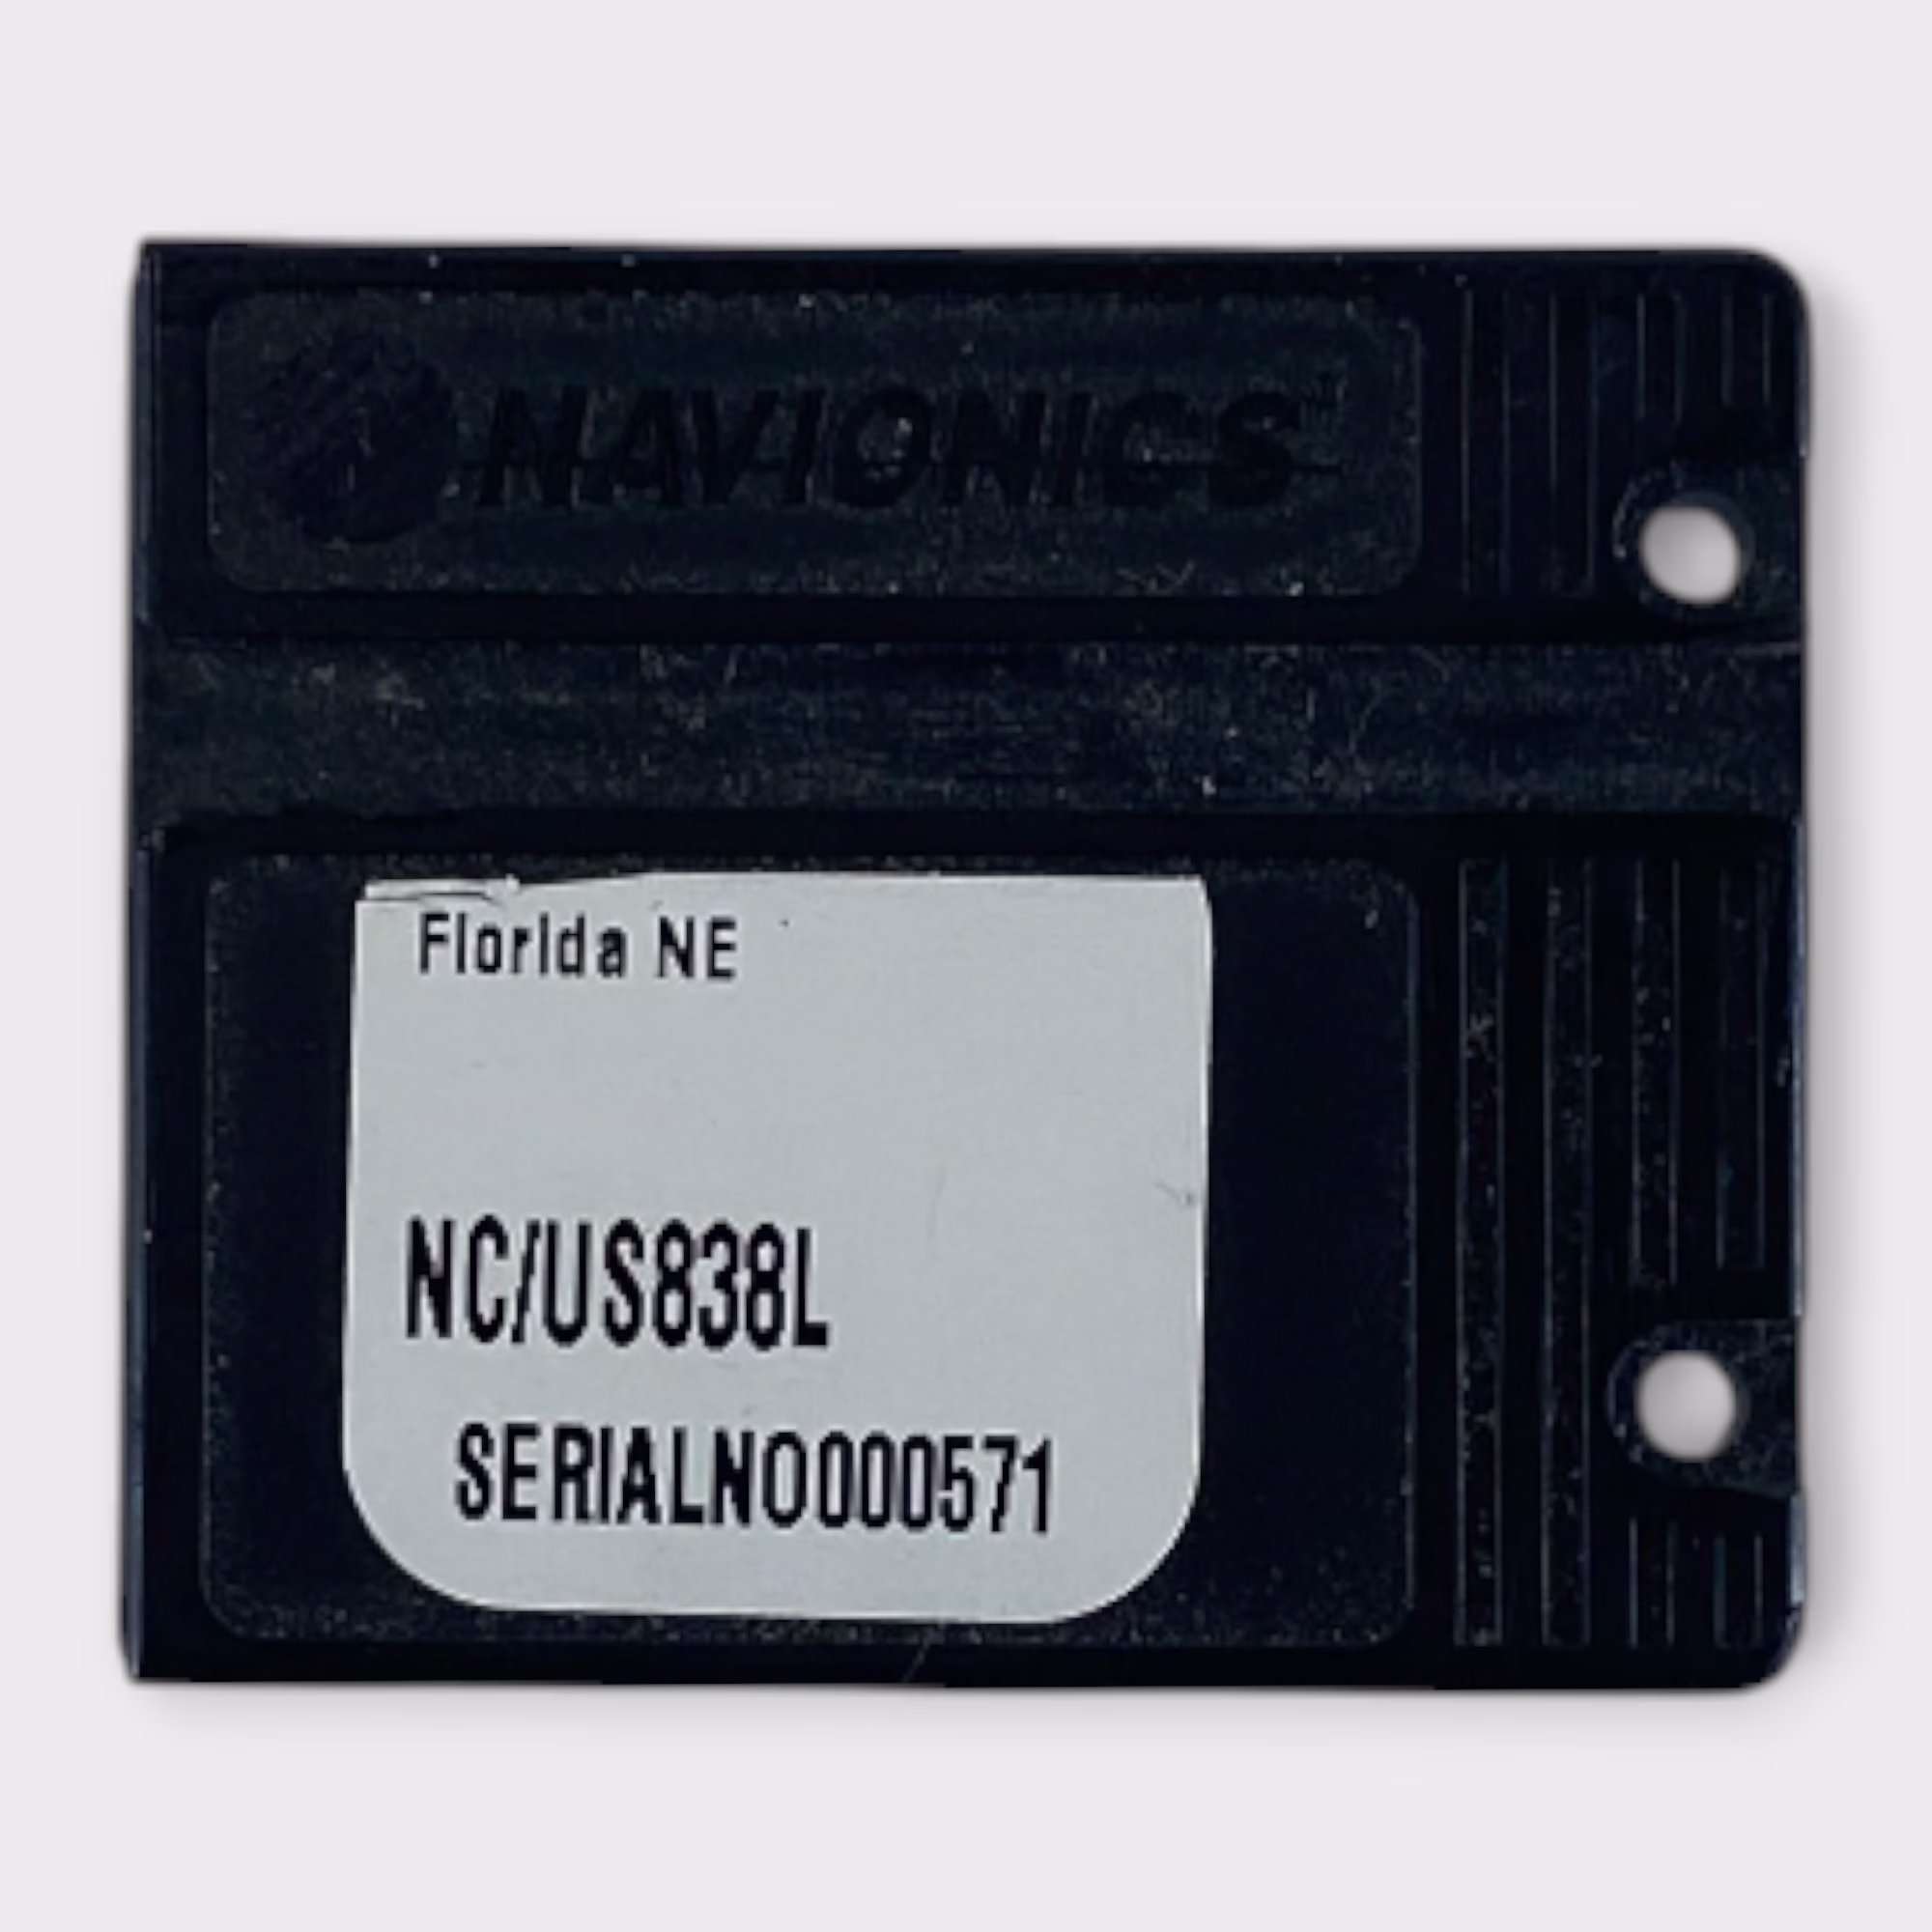 NAVIONICS
Florida NE
NC/US838L
SERIALNO000571